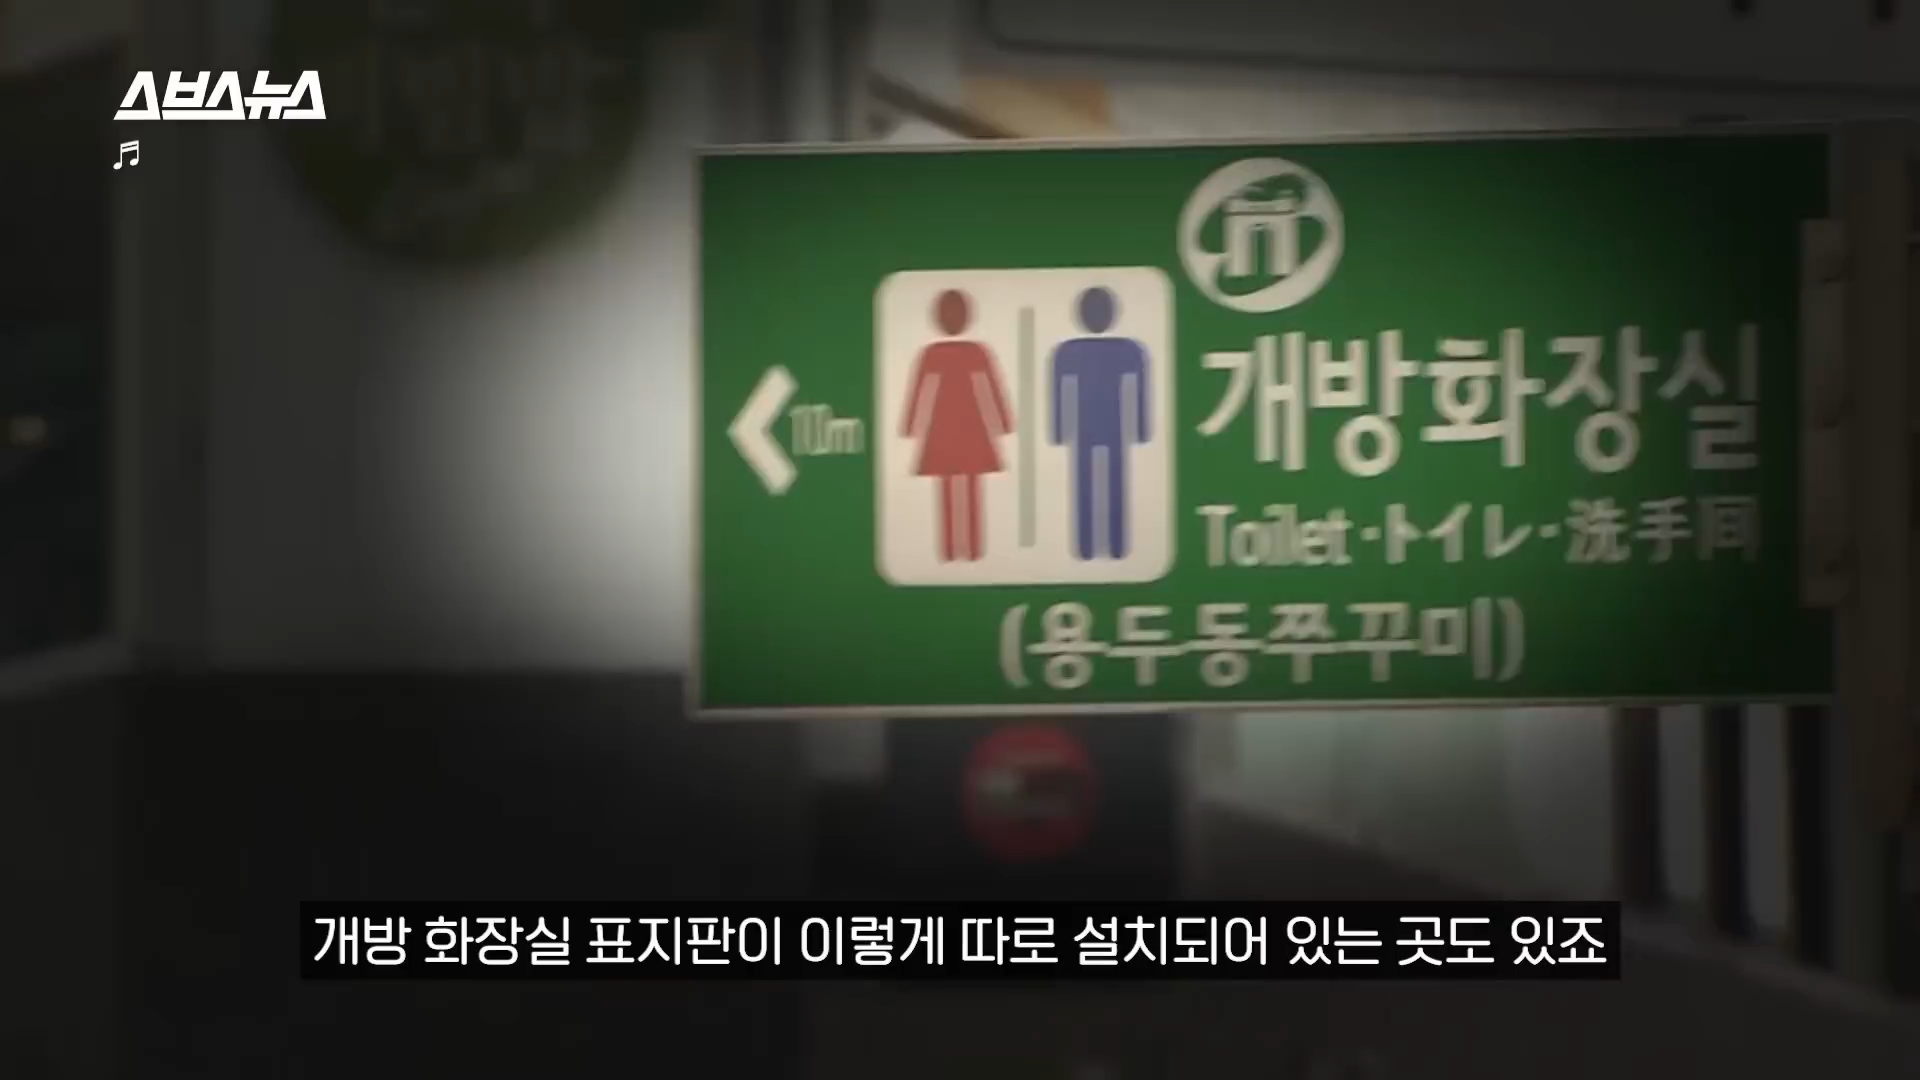 스브스뉴스
10m
개방화장실
Toilet·トイレ·洗手间
(용두동쭈꾸미)
개방 화장실 표지판이 이렇게 따로 설치되어 있는 곳도 있죠